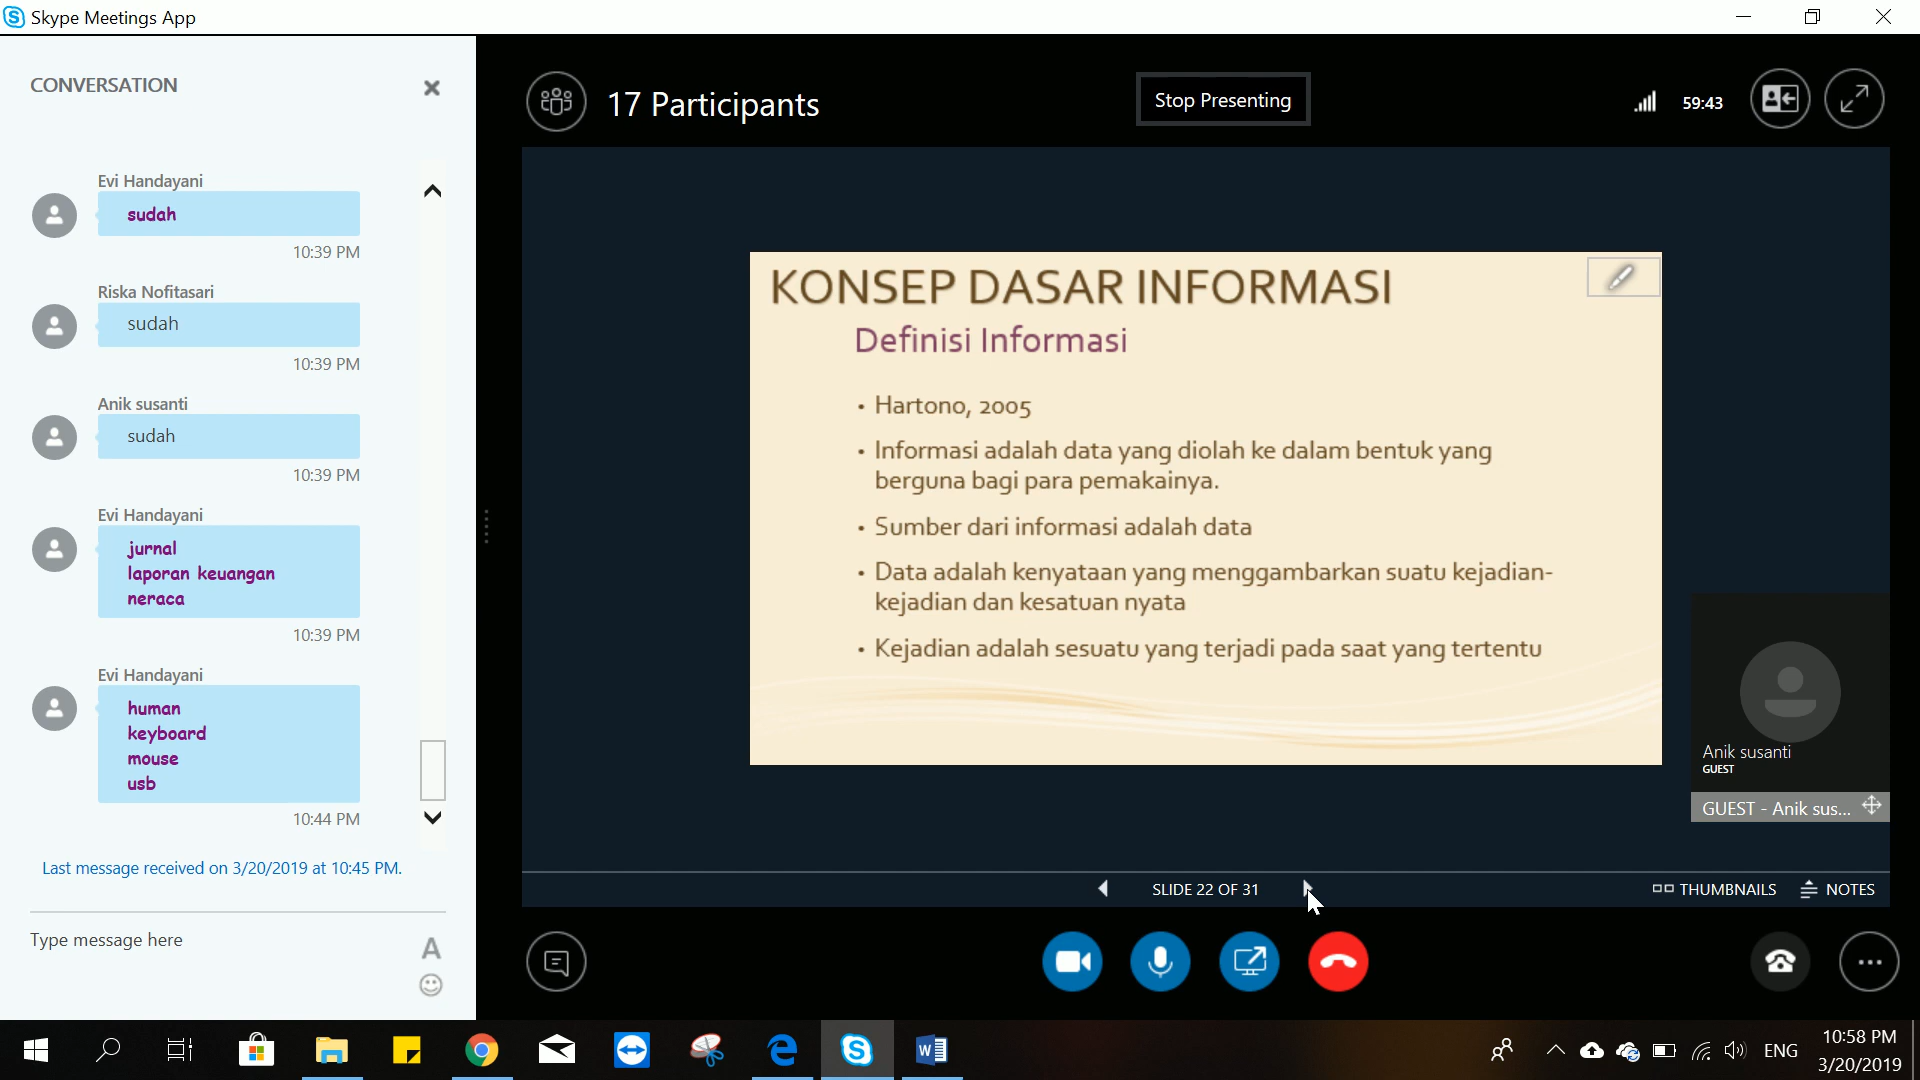 Skype Meetings App
CONVERSATION
Evi Handayani
sudah
10:39 PM
Riska Nofitasari
sudah
10:39 PM
Anik susanti
sudah
10:39 PM
Evi Handayani
jurnal
laporan keuangan
neraca
10:39 PM
Evi Handayani
human
keyboard
mouse
usb
10:44 PM
Last message received on 3/20/2019 at 10:45 PM.
Type message here
A
17 Participants
Stop Presenting
59:43
KONSEP DASAR INFORMASI
Definisi Informasi
• Hartono, 2005
• Informasi adalah data yang diolah ke dalam bentuk yang
berguna bagi para pemakainya.
• Sumber dari informasi adalah data
• Data adalah kenyataan yang menggambarkan suatu kejadian-
kejadian dan kesatuan nyata
• Kejadian adalah sesuatu yang terjadi pada saat yang tertentu
Anik susanti
GUEST
GUEST - Anik sus...
SLIDE 22 OF 31
THUMBNAILS
NOTES
ENG
10:58 PM
3/20/2019